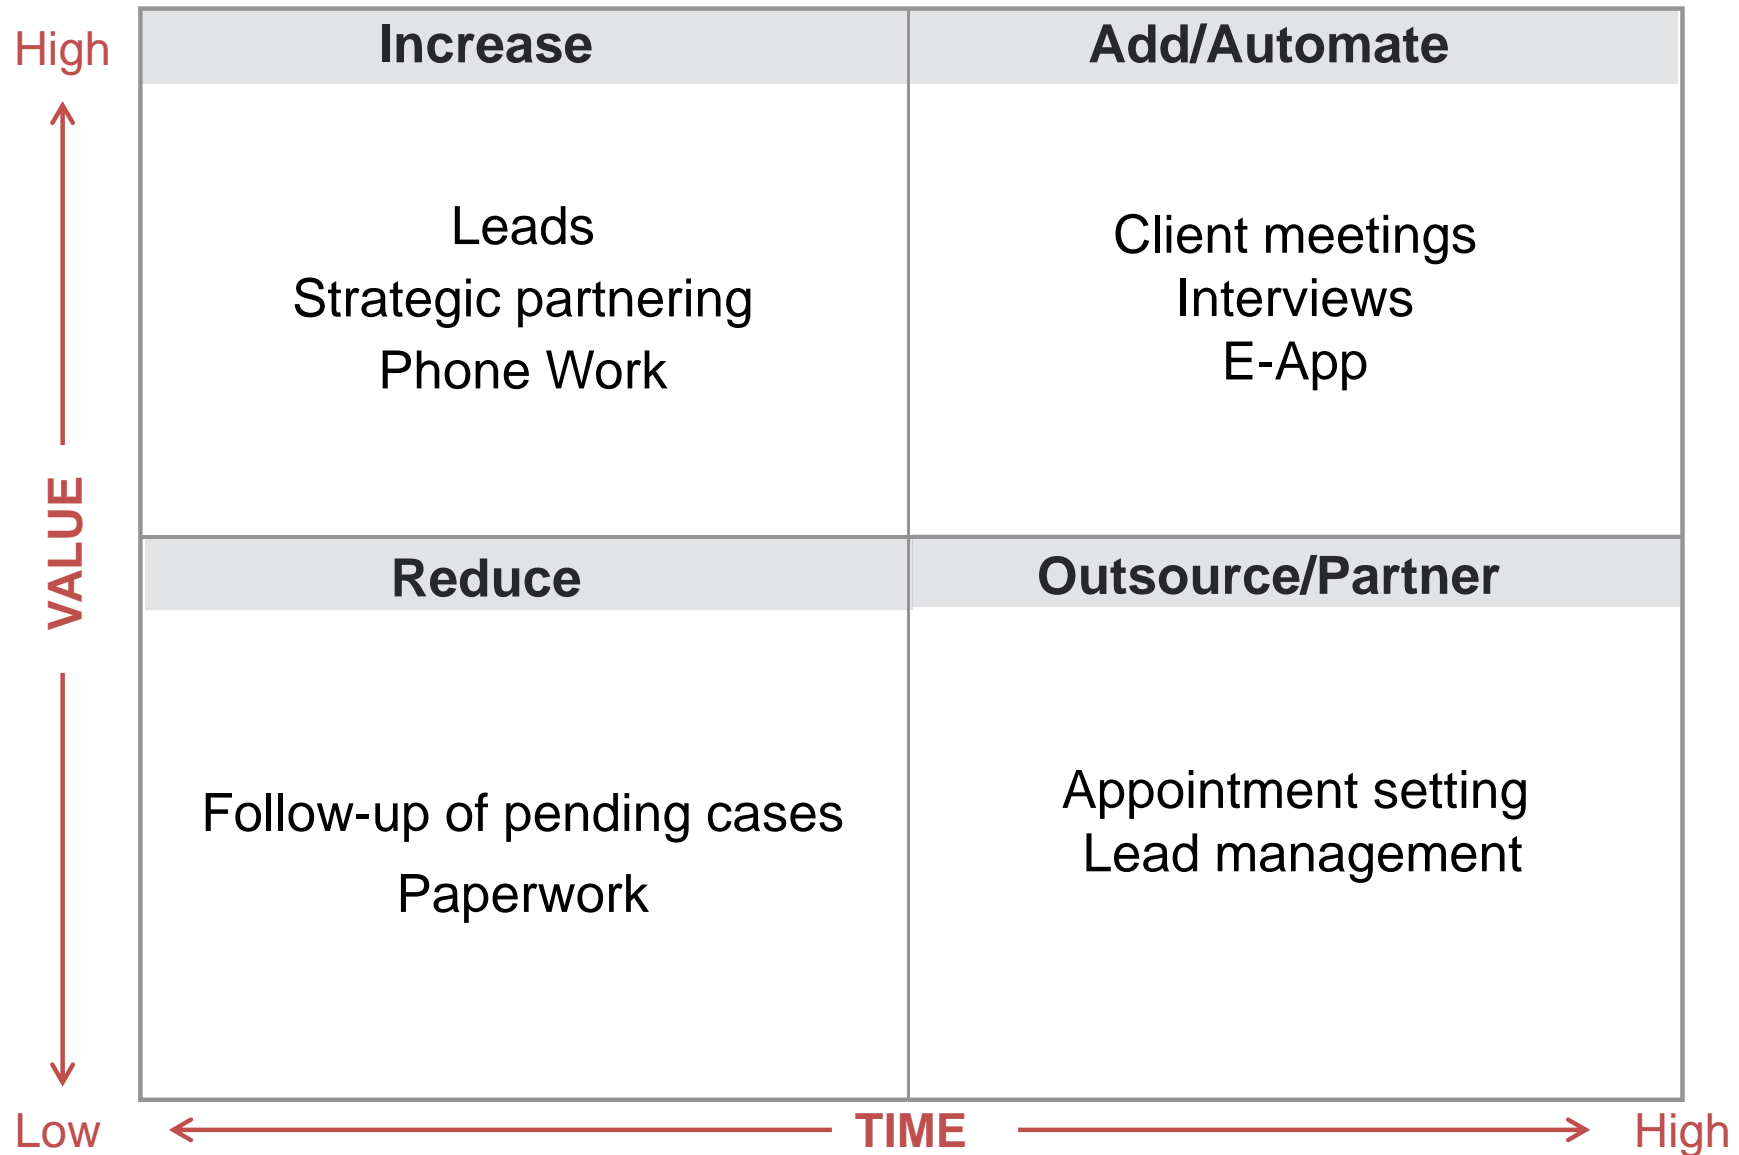 High
Increase
Add/Automate
Leads
Strategic partnering
Phone Work
Client meetings
Interviews
E-App
VALUE
Reduce
Outsource/Partner
Follow-up of pending cases
Paperwork
Appointment setting
Lead management
Low
TIME
High